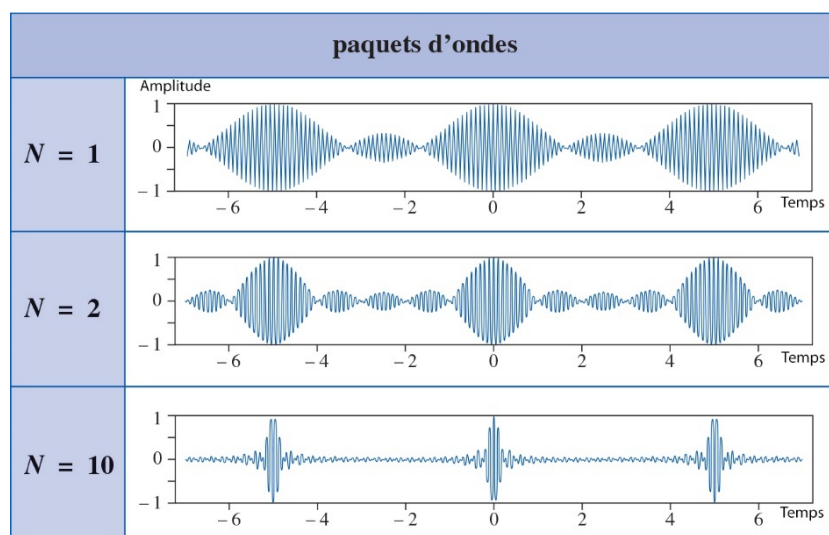 paquets d'ondes
N = 1
Amplitude
1
0
– 1
– 6 – 4 – 2 0 2 4 6 Temps
N = 2
1
0
– 1
– 6 – 4 – 2 0 2 4 6 Temps
N = 10
1
0
– 1
– 6 – 4 – 2 0 2 4 6 Temps